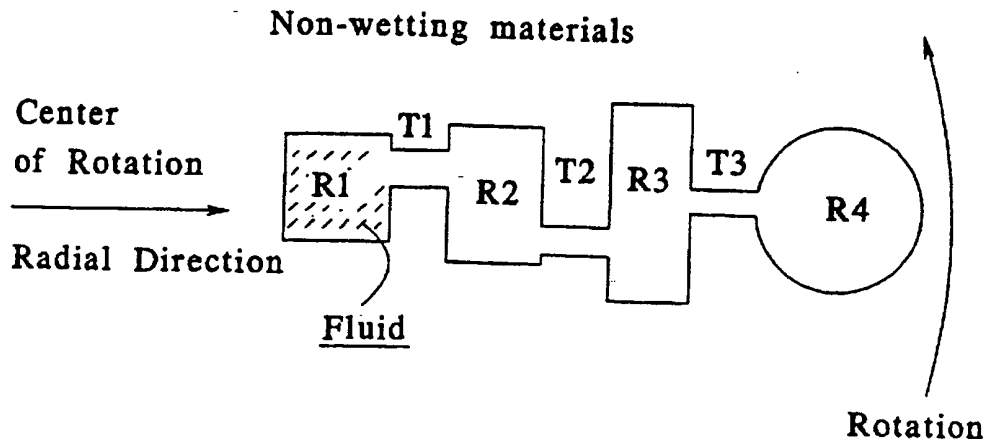 Non-wetting materials
Center
of Rotation
Radial Direction
T1
R1
R2
T2
R3
T3
R4
Fluid
Rotation